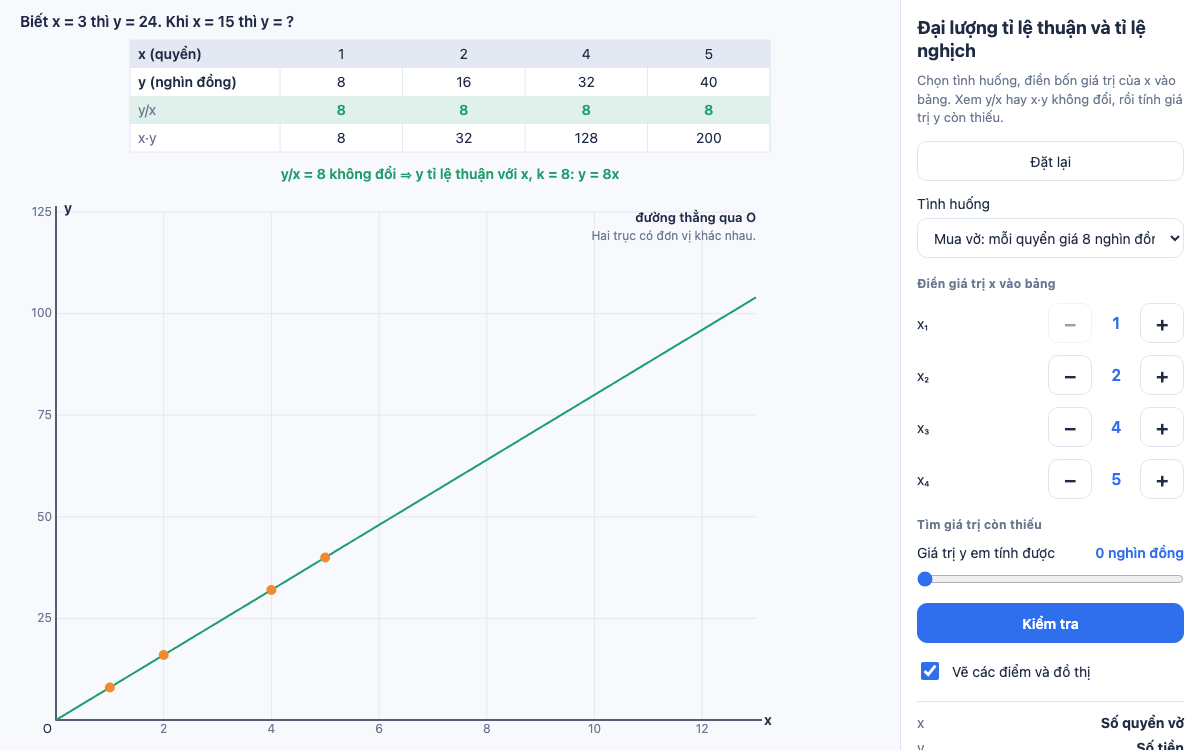 Biết x = 3 thì y = 24. Khi x = 15 thì y = ?
x (quyển) 1 2 4 5
y (nghìn đồng) 8 16 32 40
y/x 8 8 8 8
x·y 8 32 128 200
y/x = 8 không đổi ⇒ y tỉ lệ thuận với x, k = 8: y = 8x
y
đường thẳng qua O
Hai trục có đơn vị khác nhau.
125
100
75
50
25
O 2 4 6 8 10 12 x
Đại lượng tỉ lệ thuận và tỉ lệ
nghịch
Chọn tình huống, điền bốn giá trị của x vào
bảng. Xem y/x hay x·y không đổi, rồi tính giá
trị y còn thiếu.
Đặt lại
Tình huống
Mua vở: mỗi quyển giá 8 nghìn đồn
Điền giá trị x vào bảng
x₁ − 1 +
x₂ − 2 +
x₃ − 4 +
x₄ − 5 +
Tìm giá trị còn thiếu
Giá trị y em tính được 0 nghìn đồng
Kiểm tra
Vẽ các điểm và đồ thị
x Số quyển vở
y Số tiền